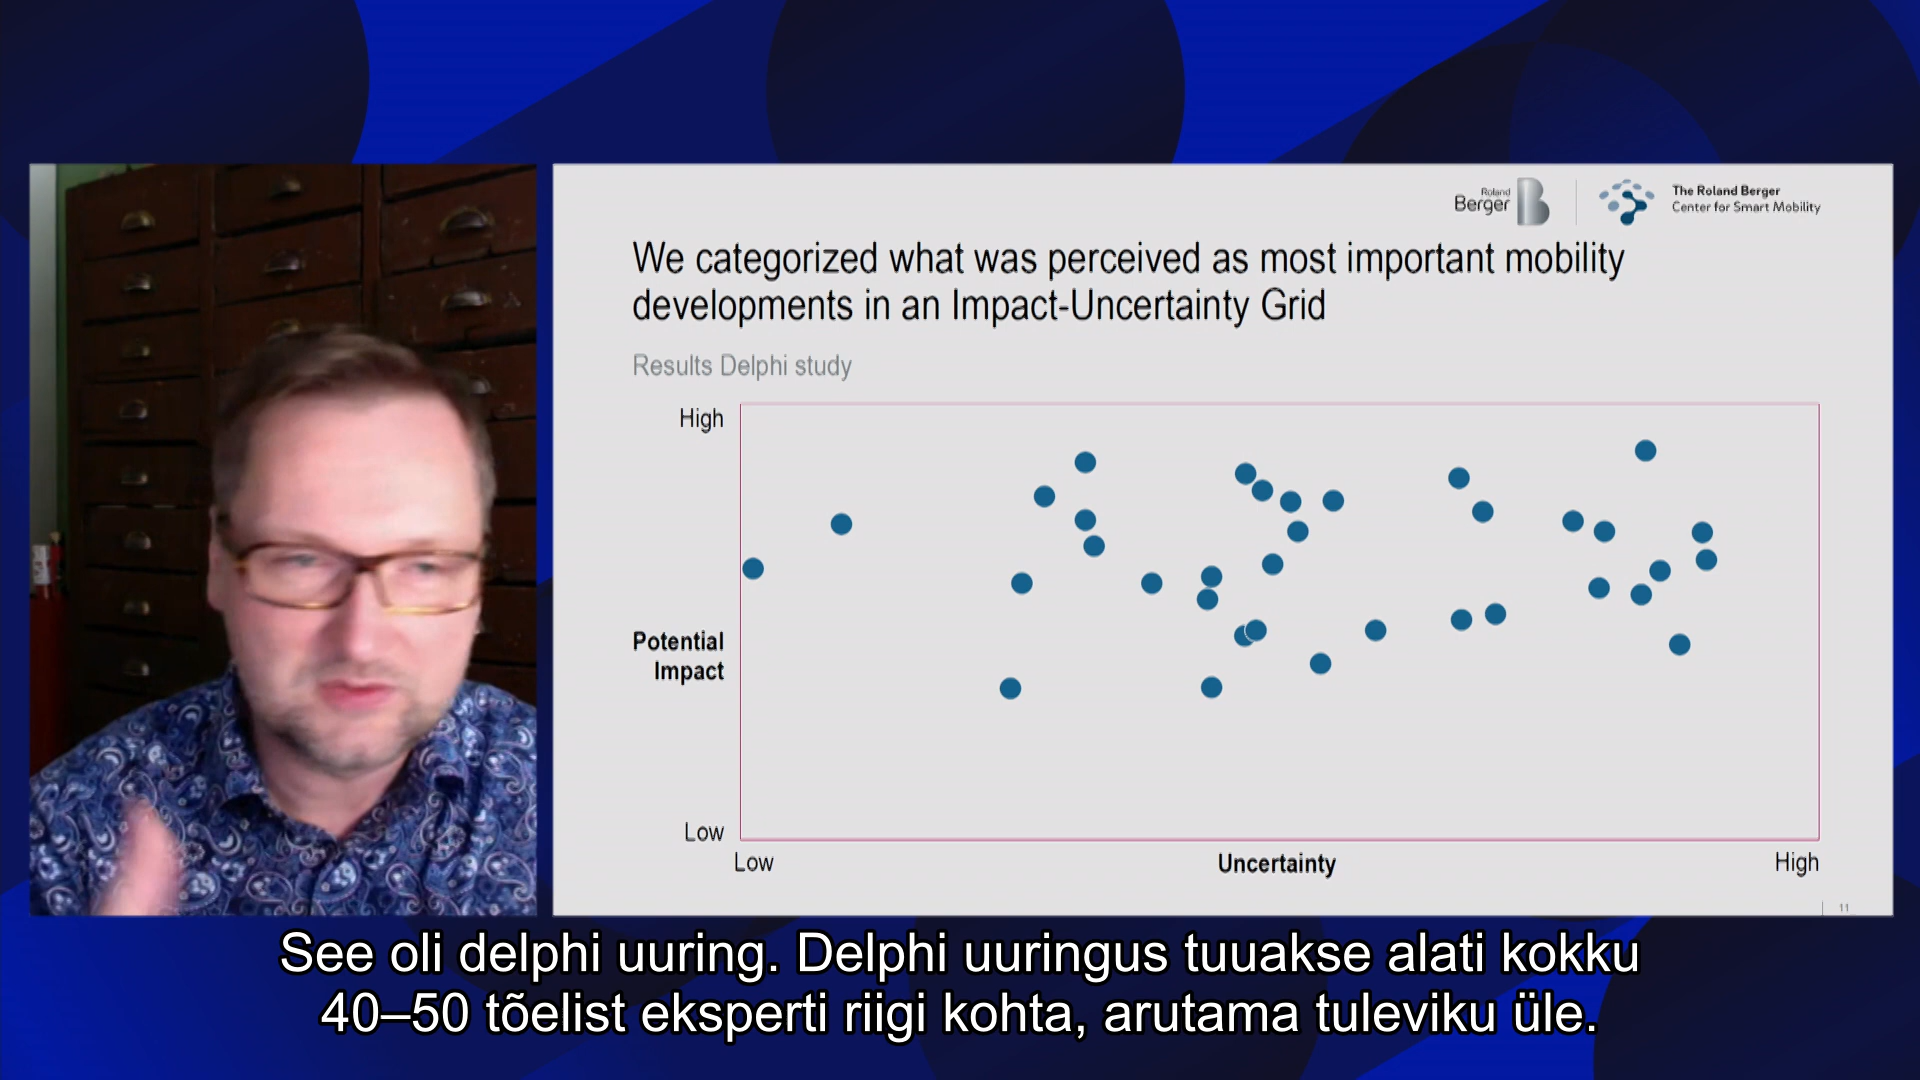 Roland
Berger
The Roland Berger
Center for Smart Mobility
We categorized what was perceived as most important mobility
developments in an Impact-Uncertainty Grid
Results Delphi study
High
Potential
Impact
Low
Low
Uncertainty
High
11
See oli delphi uuring. Delphi uuringus tuuakse alati kokku
40–50 tõelist eksperti riigi kohta, arutama tuleviku üle.